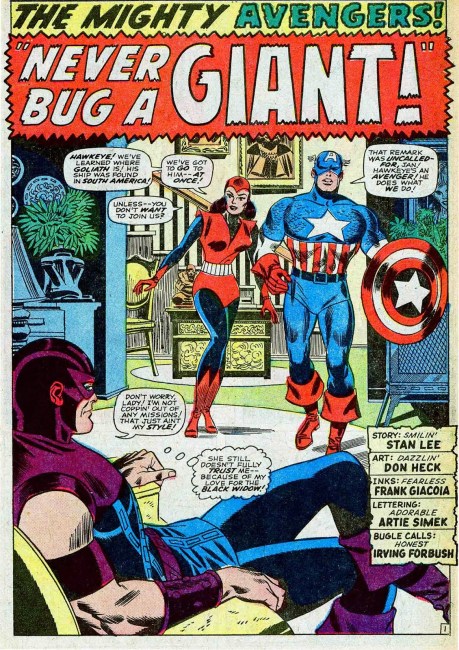 THE MIGHTY AVENGERS!
"NEVER
BUG A GIANT!"
HAWKEYE! WE'VE
LEARNED WHERE
GOLIATH IS! HIS
SHIP WAS FOUND
IN SOUTH AMERICA!
WE'VE GOT
TO GO TO
HIM--AT
ONCE!
UNLESS--YOU
DON'T WANT
TO JOIN US?
THAT REMARK
WAS UNCALLED-
FOR, JAN!
HAWKEYE'S AN
AVENGER! HE
DOES WHAT
WE DO!
A
DON'T WORRY,
LADY! I'M NOT
COPPIN' OUT OF
ANY MISSIONS!
THAT JUST AIN'T
MY STYLE!
SHE STILL
DOESN'T FULLY
TRUST ME--
BECAUSE OF MY
LOVE FOR THE
BLACK WIDOW!
STORY: SMILIN'
STAN LEE
ART: DAZZLIN'
DON HECK
INKS: FEARLESS
FRANK GIACOIA
LETTERING:
ADORABLE
ARTIE SIMEK
BUGLE CALLS:
HONEST
IRVING FORBUSH
1